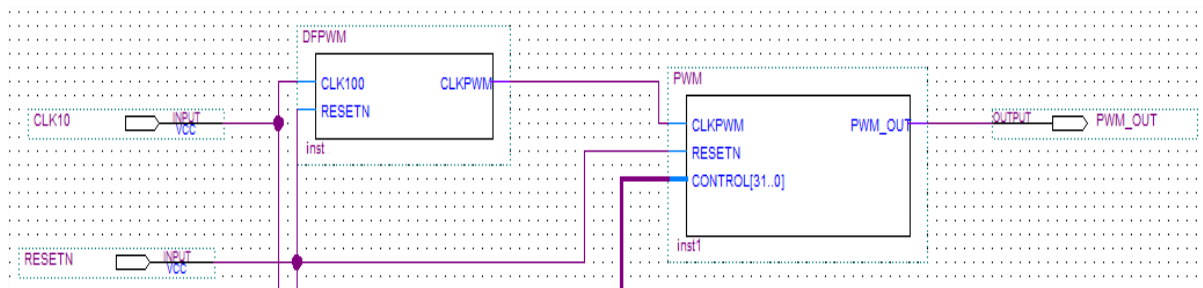 DFPWM
CLK100 CLKPWM
RESETN
inst
CLK10 INPUT
VCC
PWM
CLKPWM PWM_OUT
RESETN
CONTROL[31..0]
inst1
OUTPUT PWM_OUT
RESETN INPUT
VCC